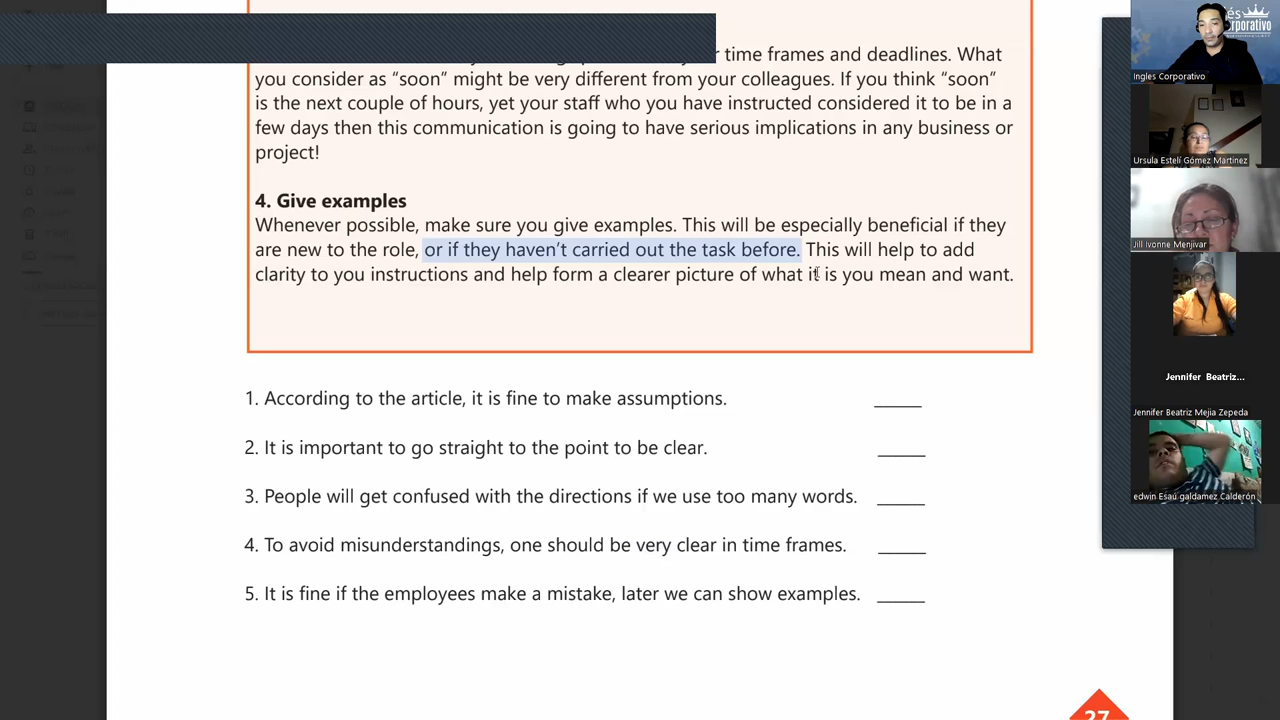 time frames and deadlines. What
you consider as “soon” might be very different from your colleagues. If you think “soon”
is the next couple of hours, yet your staff who you have instructed considered it to be in a
few days then this communication is going to have serious implications in any business or
project!
4. Give examples
Whenever possible, make sure you give examples. This will be especially beneficial if they
are new to the role, or if they haven’t carried out the task before. This will help to add
clarity to you instructions and help form a clearer picture of what it is you mean and want.
1. According to the article, it is fine to make assumptions. _____
2. It is important to go straight to the point to be clear. _____
3. People will get confused with the directions if we use too many words. _____
4. To avoid misunderstandings, one should be very clear in time frames. _____
5. It is fine if the employees make a mistake, later we can show examples. _____
27
Ingles Corporativo
Ursula Estelí Gómez Martinez
Jill Ivonne Menjivar
Jennifer Beatriz...
Jennifer Beatriz Mejia Zepeda
edwin Esaú galdamez Calderón